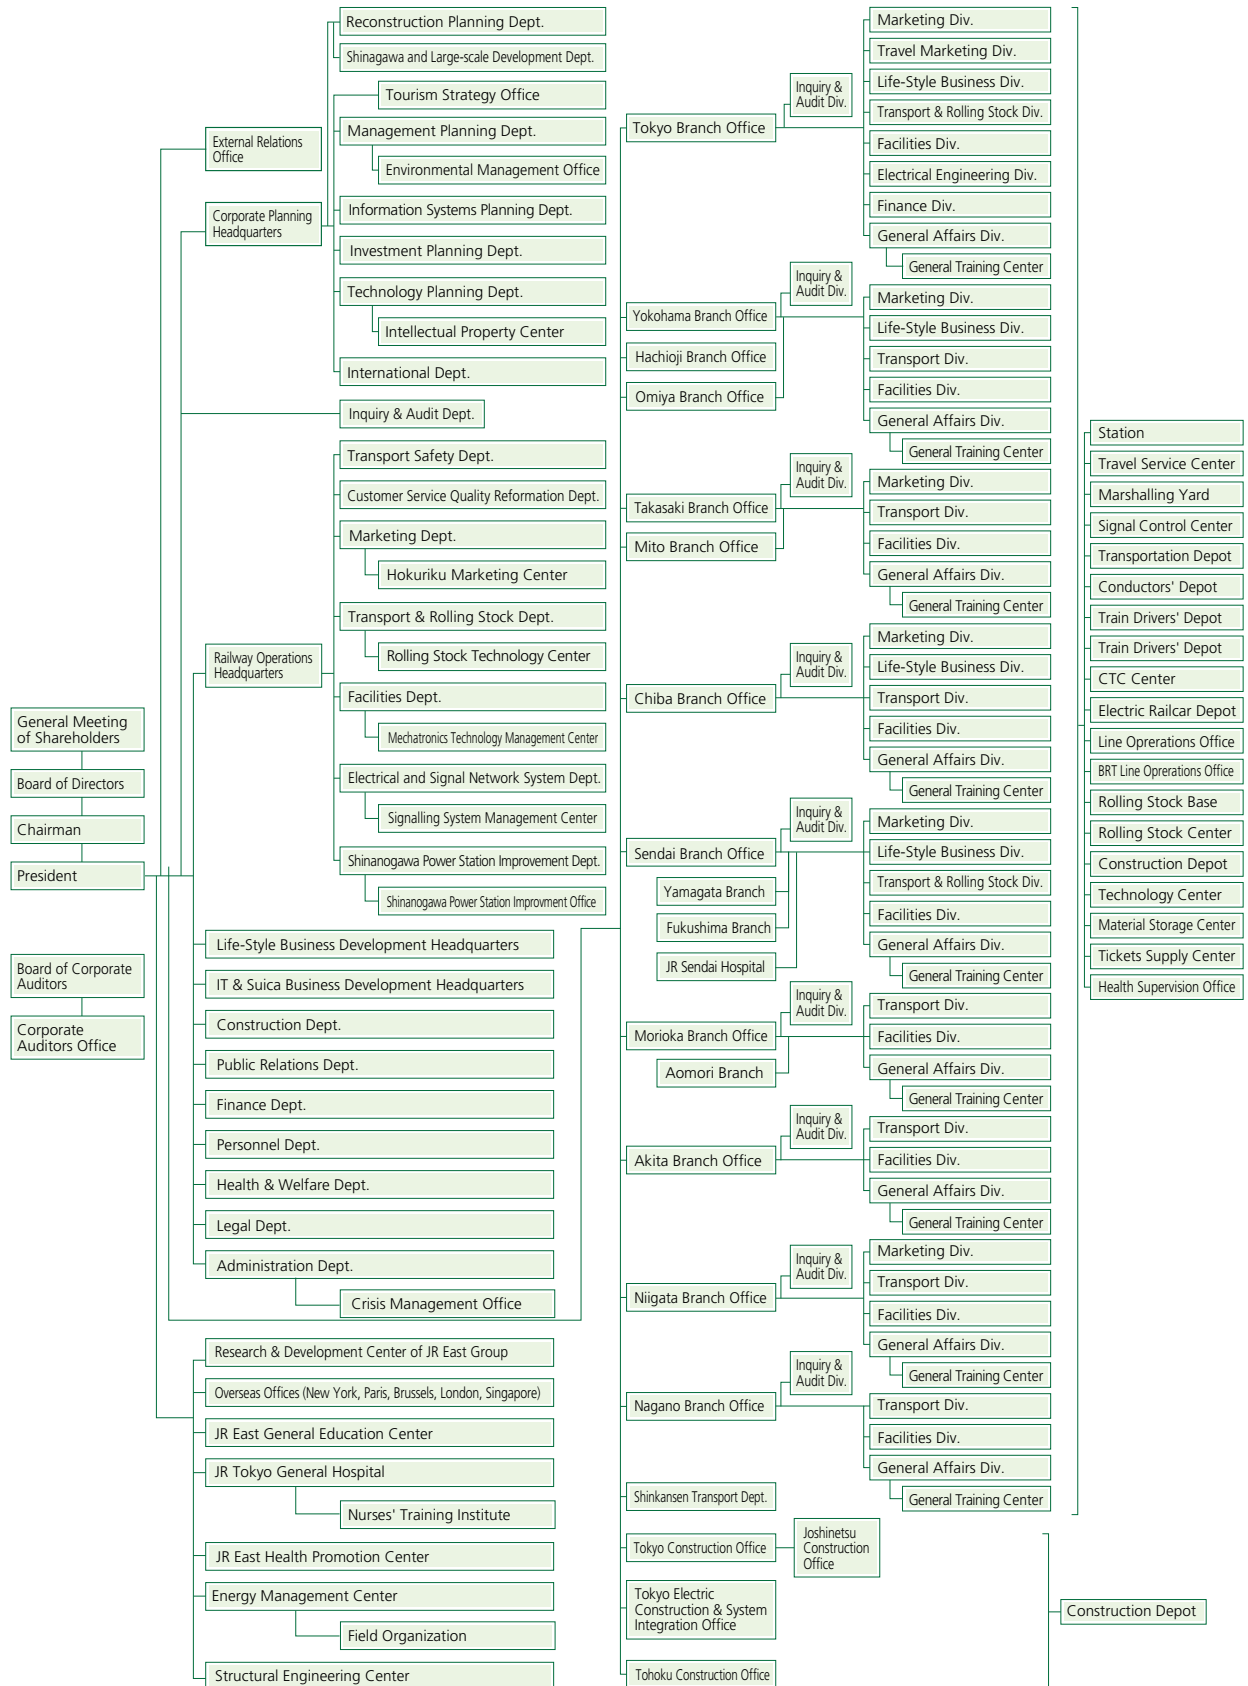 General Meeting
of Shareholders
Board of Directors
Chairman
President
Board of Corporate
Auditors
Corporate
Auditors Office
External Relations
Office
Corporate Planning
Headquarters
Reconstruction Planning Dept.
Shinagawa and Large-scale Development Dept.
Tourism Strategy Office
Management Planning Dept.
Environmental Management Office
Information Systems Planning Dept.
Investment Planning Dept.
Technology Planning Dept.
Intellectual Property Center
International Dept.
Inquiry & Audit Dept.
Railway Operations
Headquarters
Transport Safety Dept.
Customer Service Quality Reformation Dept.
Marketing Dept.
Hokuriku Marketing Center
Transport & Rolling Stock Dept.
Rolling Stock Technology Center
Facilities Dept.
Mechatronics Technology Management Center
Electrical and Signal Network System Dept.
Signalling System Management Center
Shinanogawa Power Station Improvement Dept.
Shinanogawa Power Station Improvment Office
Life-Style Business Development Headquarters
IT & Suica Business Development Headquarters
Construction Dept.
Public Relations Dept.
Finance Dept.
Personnel Dept.
Health & Welfare Dept.
Legal Dept.
Administration Dept.
Crisis Management Office
Research & Development Center of JR East Group
Overseas Offices (New York, Paris, Brussels, London, Singapore)
JR East General Education Center
JR Tokyo General Hospital
Nurses' Training Institute
JR East Health Promotion Center
Energy Management Center
Field Organization
Structural Engineering Center
Tokyo Branch Office
Inquiry &
Audit Div.
Marketing Div.
Travel Marketing Div.
Life-Style Business Div.
Transport & Rolling Stock Div.
Facilities Div.
Electrical Engineering Div.
Finance Div.
General Affairs Div.
General Training Center
Yokohama Branch Office
Hachioji Branch Office
Omiya Branch Office
Inquiry &
Audit Div.
Marketing Div.
Life-Style Business Div.
Transport Div.
Facilities Div.
General Affairs Div.
General Training Center
Takasaki Branch Office
Mito Branch Office
Inquiry &
Audit Div.
Marketing Div.
Transport Div.
Facilities Div.
General Affairs Div.
General Training Center
Chiba Branch Office
Inquiry &
Audit Div.
Marketing Div.
Life-Style Business Div.
Transport Div.
Facilities Div.
General Affairs Div.
General Training Center
Sendai Branch Office
Yamagata Branch
Fukushima Branch
JR Sendai Hospital
Inquiry &
Audit Div.
Marketing Div.
Life-Style Business Div.
Transport & Rolling Stock Div.
Facilities Div.
General Affairs Div.
General Training Center
Morioka Branch Office
Aomori Branch
Inquiry &
Audit Div.
Transport Div.
Facilities Div.
General Affairs Div.
General Training Center
Akita Branch Office
Inquiry &
Audit Div.
Transport Div.
Facilities Div.
General Affairs Div.
General Training Center
Niigata Branch Office
Inquiry &
Audit Div.
Marketing Div.
Transport Div.
Facilities Div.
General Affairs Div.
General Training Center
Nagano Branch Office
Inquiry &
Audit Div.
Transport Div.
Facilities Div.
General Affairs Div.
General Training Center
Shinkansen Transport Dept.
Tokyo Construction Office
Joshinetsu
Construction
Office
Tokyo Electric
Construction & System
Integration Office
Tohoku Construction Office
Station
Travel Service Center
Marshalling Yard
Signal Control Center
Transportation Depot
Conductors' Depot
Train Drivers' Depot
Train Drivers' Depot
CTC Center
Electric Railcar Depot
Line Oprerations Office
BRT Line Oprerations Office
Rolling Stock Base
Rolling Stock Center
Construction Depot
Technology Center
Material Storage Center
Tickets Supply Center
Health Supervision Office
Construction Depot